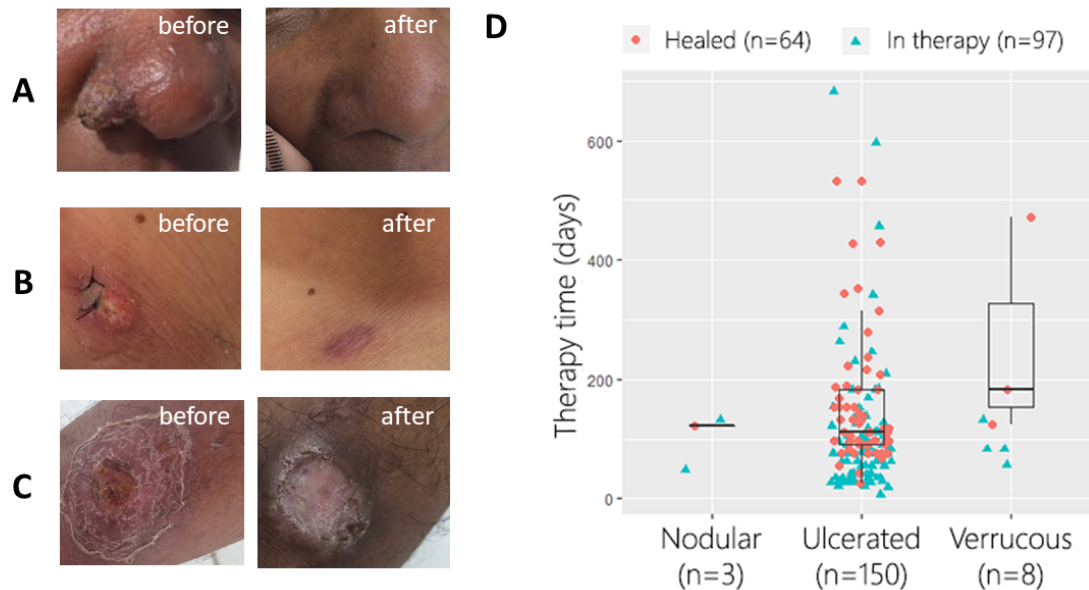 A
before
after
B
before
after
C
before
after
D
Healed (n=64)
In therapy (n=97)
Therapy time (days)
600
400
200
0
Nodular
(n=3)
Ulcerated
(n=150)
Verrucous
(n=8)